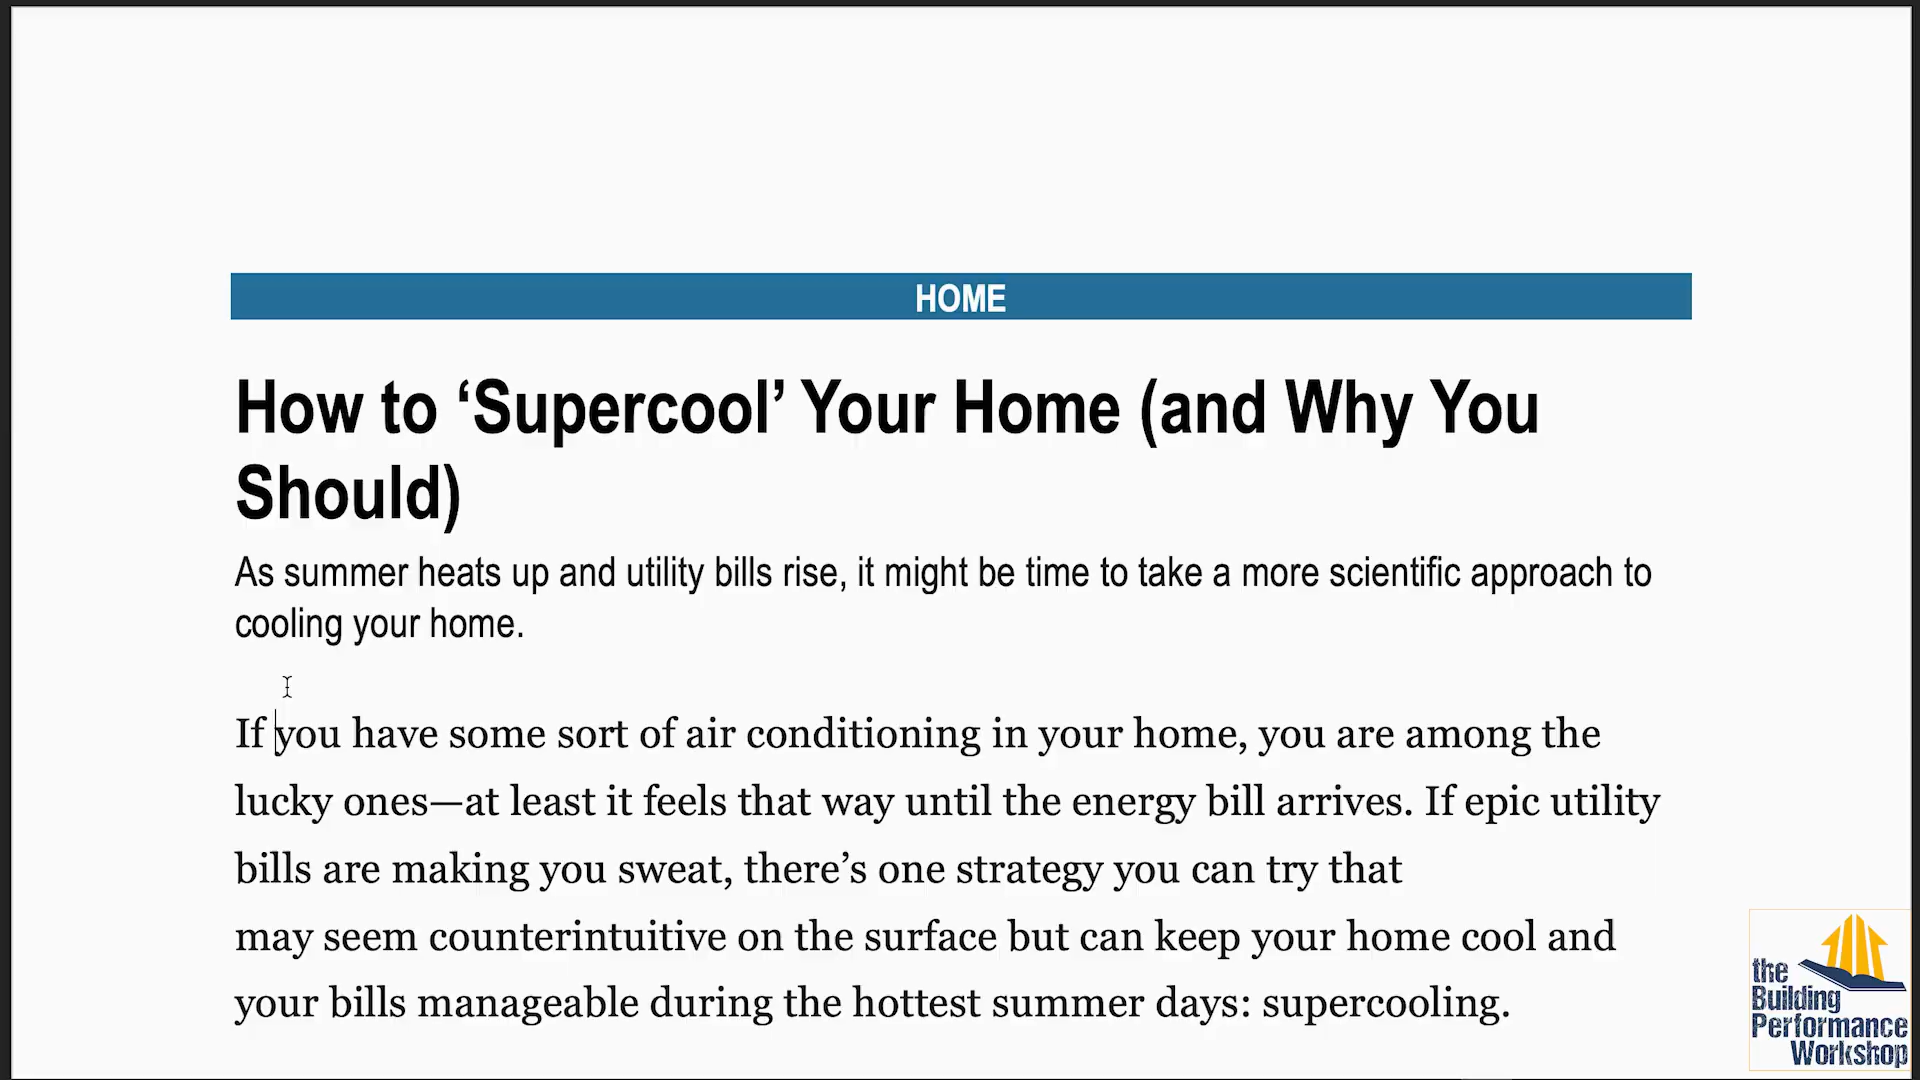 HOME
How to ‘Supercool’ Your Home (and Why You
Should)
As summer heats up and utility bills rise, it might be time to take a more scientific approach to
cooling your home.
If you have some sort of air conditioning in your home, you are among the
lucky ones—at least it feels that way until the energy bill arrives. If epic utility
bills are making you sweat, there’s one strategy you can try that
may seem counterintuitive on the surface but can keep your home cool and
your bills manageable during the hottest summer days: supercooling.
the
Building
Performance
Workshop